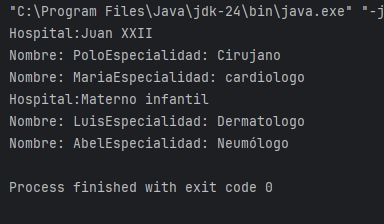 "C:\Program Files\Java\jdk-24\bin\java.exe" "-j
Hospital:Juan XXII
Nombre: PoloEspecialidad: Cirujano
Nombre: MariaEspecialidad: cardiologo
Hospital:Materno infantil
Nombre: LuisEspecialidad: Dermatologo
Nombre: AbelEspecialidad: Neumólogo
Process finished with exit code 0